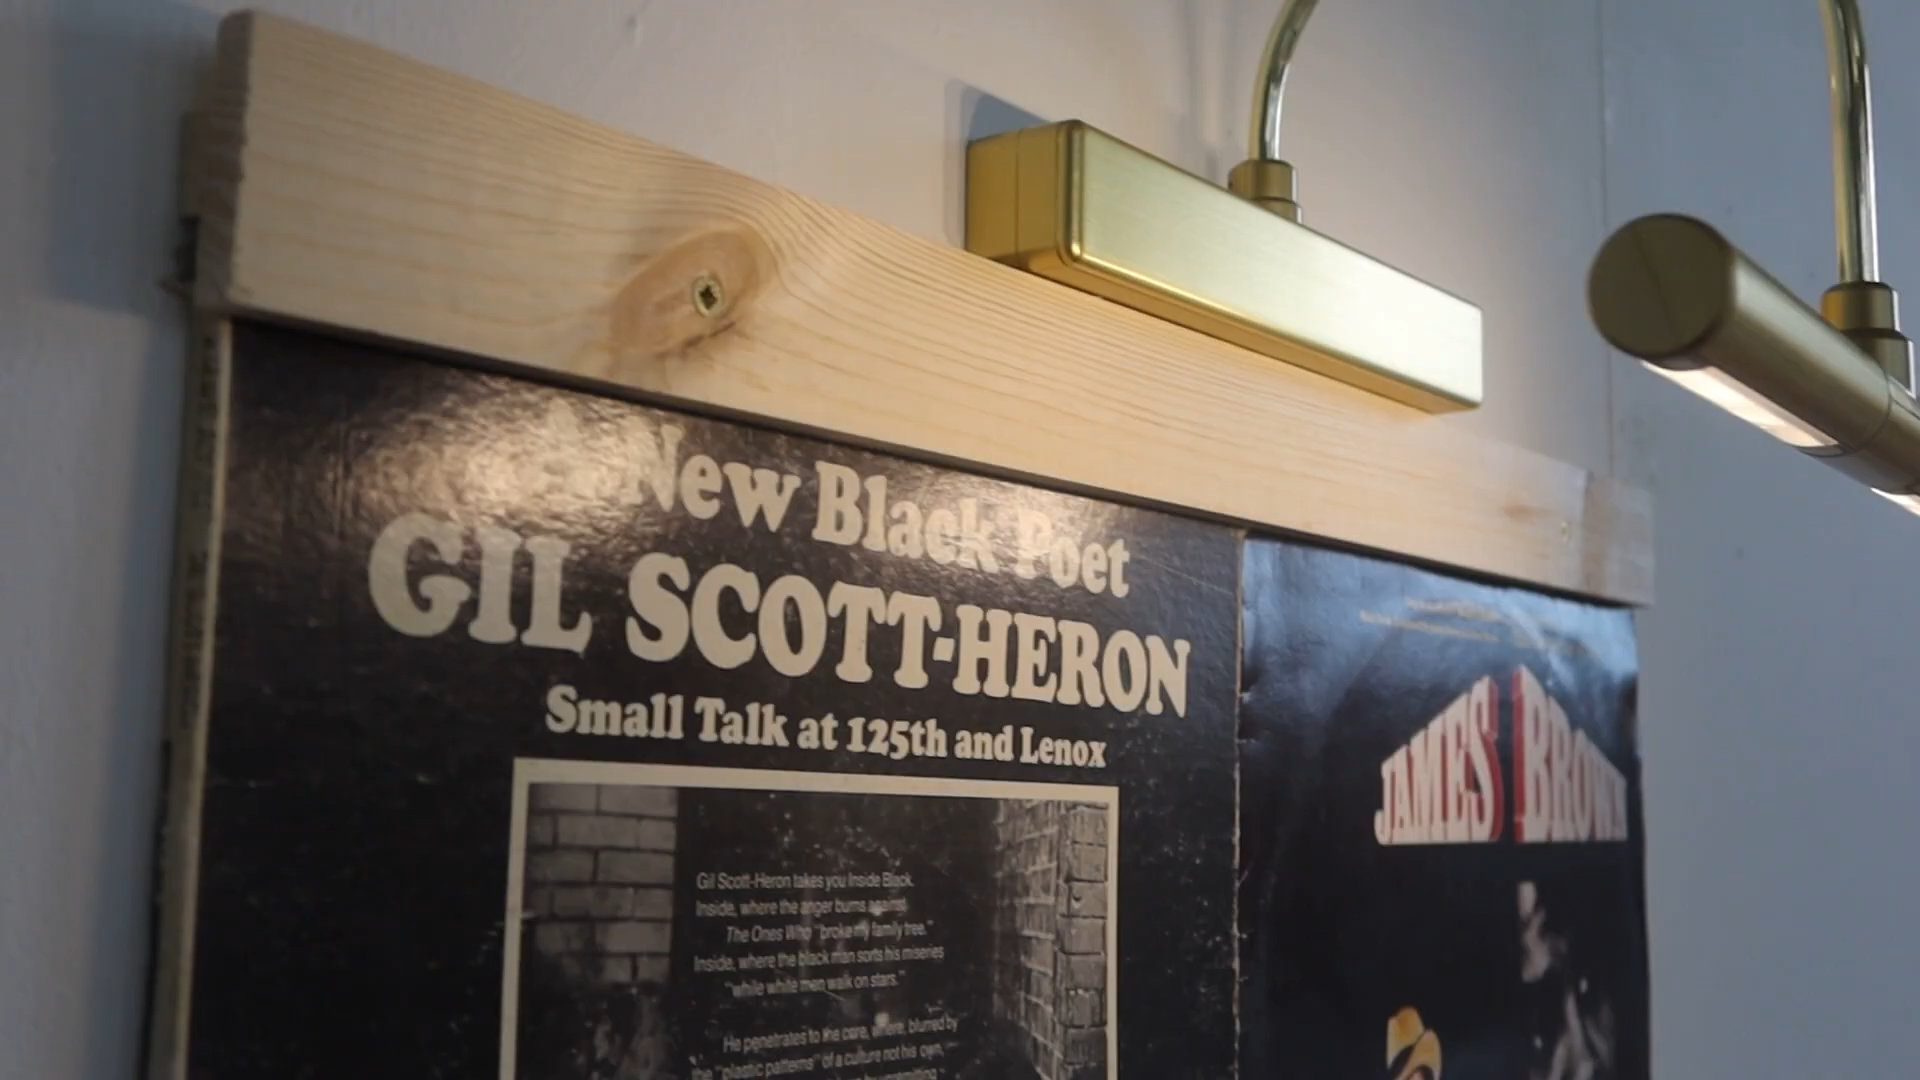 New Black Poet
GIL SCOTT-HERON
Small Talk at 125th and Lenox
Gil Scott-Heron takes you Inside Black.
Inside, where the anger burns against
The Ones Who "broke my family tree."
Inside, where the black man sorts his miseries
"while white men walk on stars."
He penetrates to the core, where, blurred by
the "plastic patterns" of a culture not his own,
JAMES BROWN